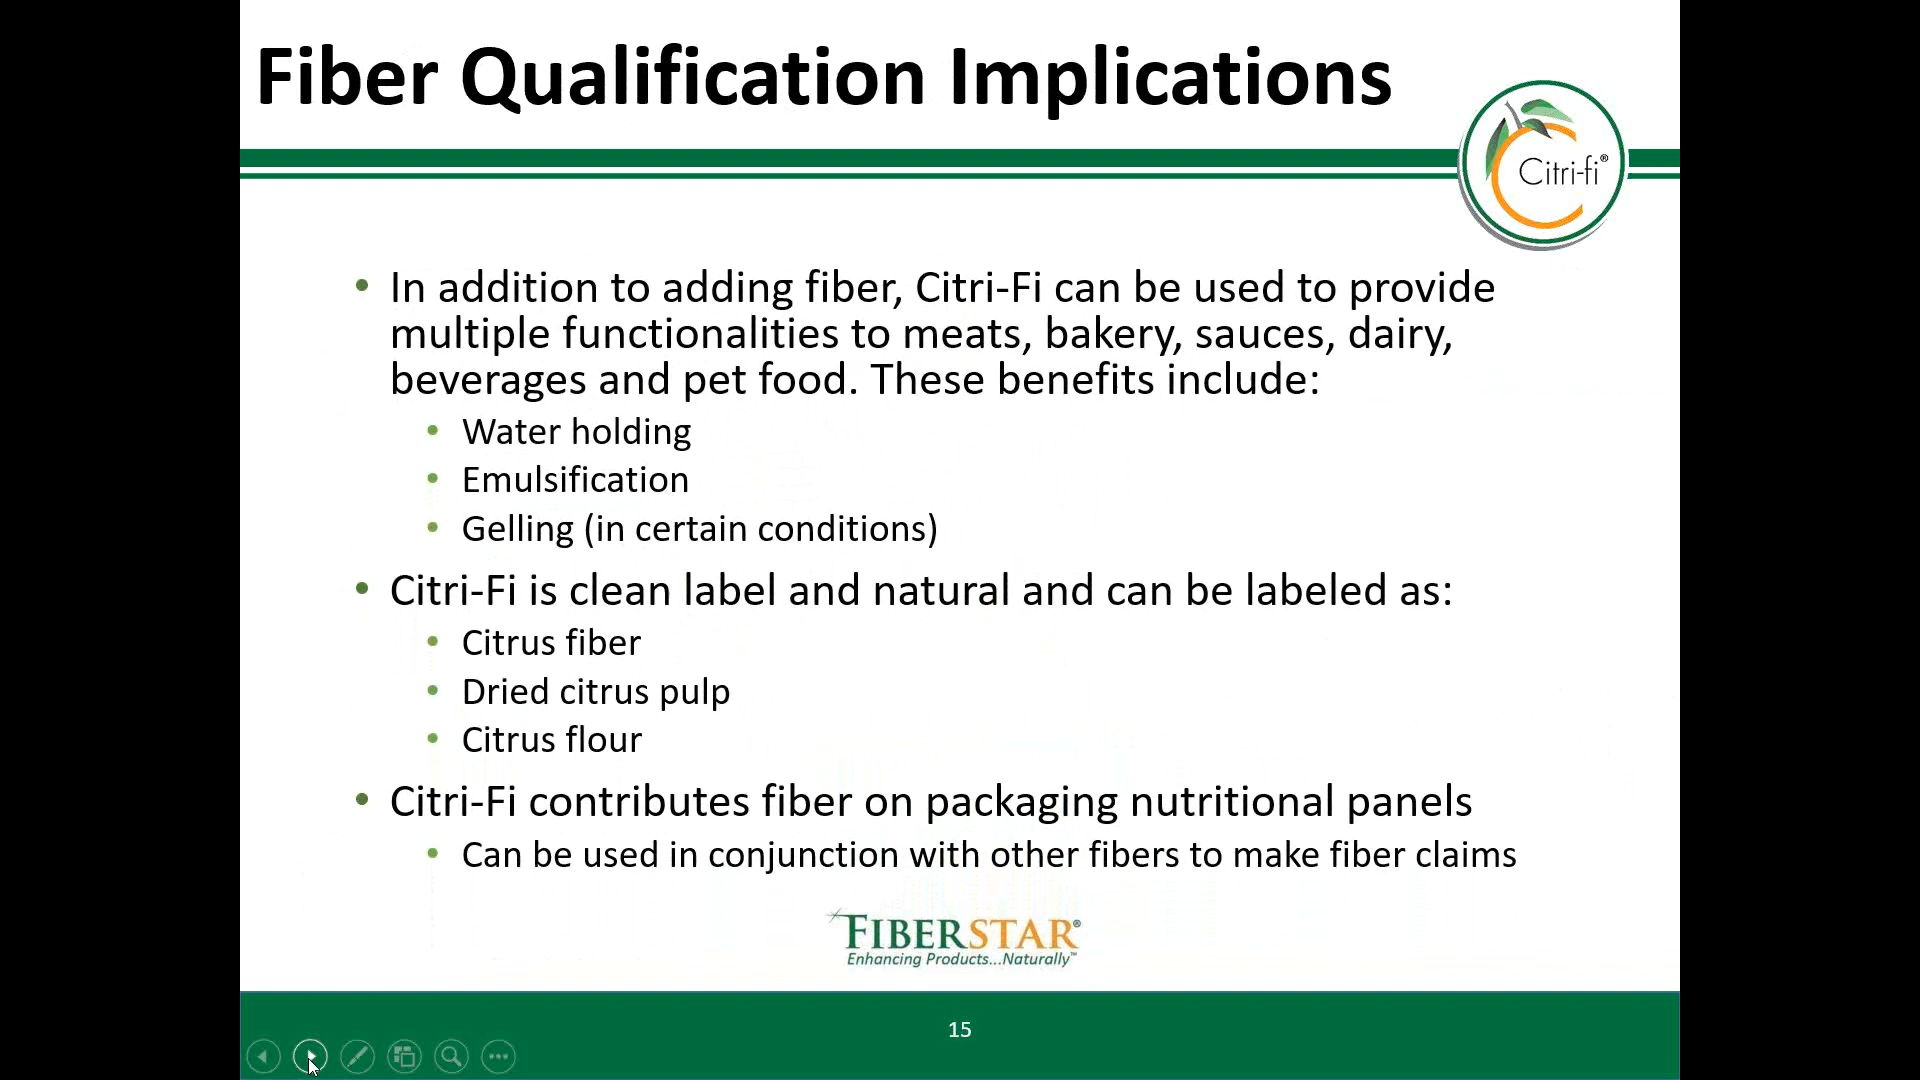 Fiber Qualification Implications
Citri-fi®
• In addition to adding fiber, Citri-Fi can be used to provide
multiple functionalities to meats, bakery, sauces, dairy,
beverages and pet food. These benefits include:
• Water holding
• Emulsification
• Gelling (in certain conditions)
• Citri-Fi is clean label and natural and can be labeled as:
• Citrus fiber
• Dried citrus pulp
• Citrus flour
• Citri-Fi contributes fiber on packaging nutritional panels
• Can be used in conjunction with other fibers to make fiber claims
FIBERSTAR®
Enhancing Products...Naturally™
15